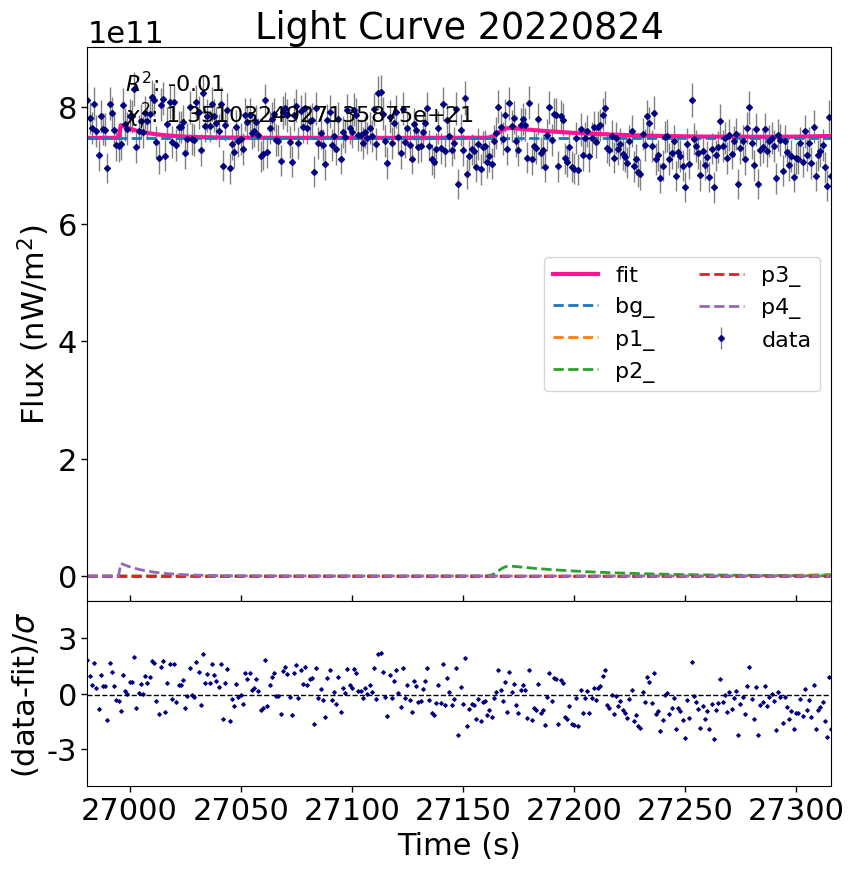 Light Curve 20220824
1e11
R²: -0.01
χ²: 1.3510324927135875e+21
8
6
4
2
0
Flux (nW/m²)
fit
bg_
p1_
p2_
p3_
p4_
data
3
0
-3
(data-fit)/σ
27000 27050 27100 27150 27200 27250 27300
Time (s)